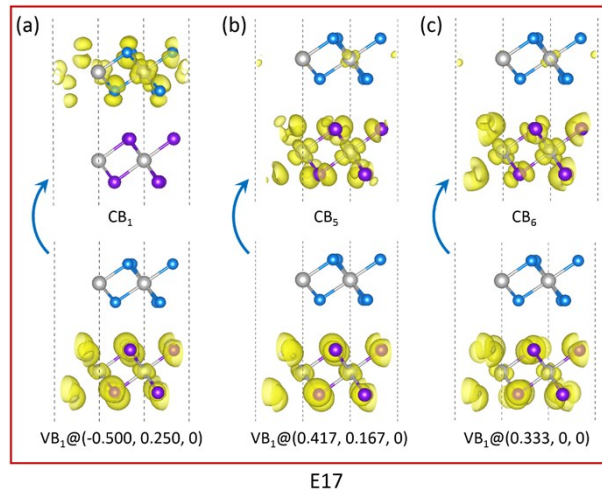 (a) (b) (c)
CB₁ CB₅ CB₆
VB₁@(-0.500, 0.250, 0) VB₁@(0.417, 0.167, 0) VB₁@(0.333, 0, 0)
E17